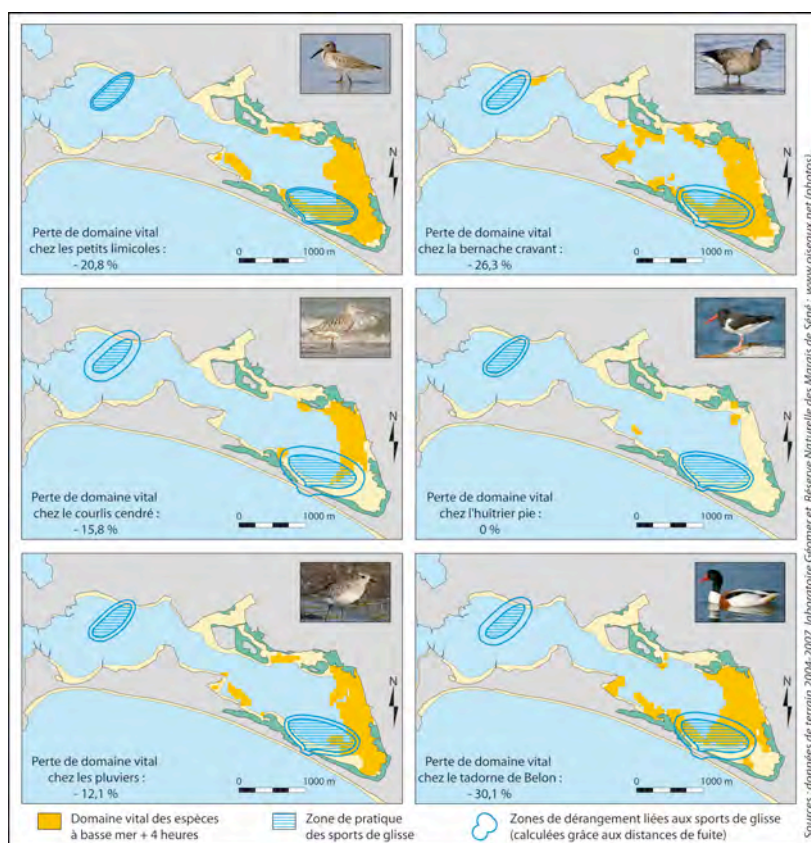 N
Perte de domaine vital
chez les petits limicoles :
- 20,8 %
0 1000 m
N
Perte de domaine vital
chez la bernache cravant :
- 26,3 %
0 1000 m
N
Perte de domaine vital
chez le courlis cendré :
- 15,8 %
0 1000 m
N
Perte de domaine vital
chez l'huîtrier pie :
0 %
0 1000 m
N
Perte de domaine vital
chez les pluviers :
- 12,1 %
0 1000 m
N
Perte de domaine vital
chez le tadorne de Belon :
- 30,1 %
0 1000 m
Domaine vital des espèces
à basse mer + 4 heures
Zone de pratique
des sports de glisse
Zones de dérangement liées aux sports de glisse
(calculées grâce aux distances de fuite)
Sources : données de terrain 2004-2007, laboratoire Géomer et Réserve Naturelle des Marais de Séné ; www.oiseaux.net (photos)